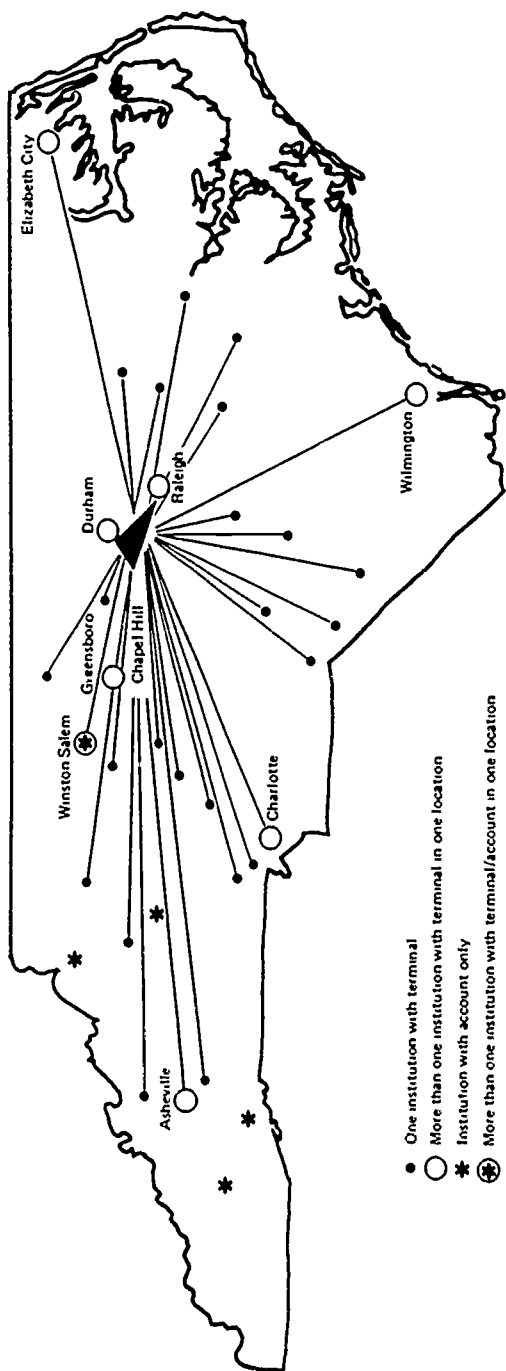 Elizabeth City
Durham
Raleigh
Wilmington
Greensboro
Chapel Hill
Winston Salem
Charlotte
Asheville
One institution with terminal
More than one institution with terminal in one location
Institution with account only
More than one institution with terminal/account in one location